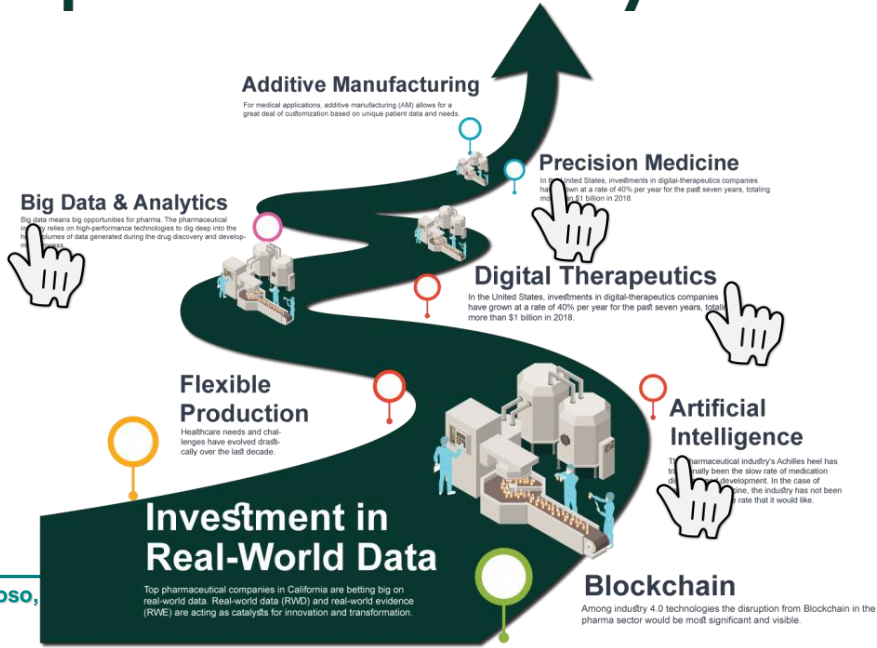 Additive Manufacturing
For medical applications, additive manufacturing (AM) allows for a
great deal of customization based on unique patient data and needs.
Precision Medicine
In United States, investments in digital-therapeutics companies
grown at a rate of 40% per year for the past seven years, totaling
$1 billion in 2018.
Big Data & Analytics
Big data means big opportunities for pharma. The pharmaceutical
relies on high-performance technologies to dig deep into the
volumes of data generated during the drug discovery and develop-
Digital Therapeutics
In the United States, investments in digital-therapeutics companies
have grown at a rate of 40% per year for the past seven years,
more than $1 billion in 2018.
Flexible
Production
Healthcare needs and chal-
lenges have evolved drasti-
cally over the last decade.
Artificial
Intelligence
pharmaceutical industry's Achilles heel has
been the slow rate of medication
development. In the case of
the industry has not been
rate that it would like.
Investment in
Real-World Data
Top pharmaceutical companies in California are betting big on
real-world data. Real-world data (RWD) and real-world evidence
(RWE) are acting as catalysts for innovation and transformation.
Blockchain
Among industry 4.0 technologies the disruption from Blockchain in the
pharma sector would be most significant and visible.